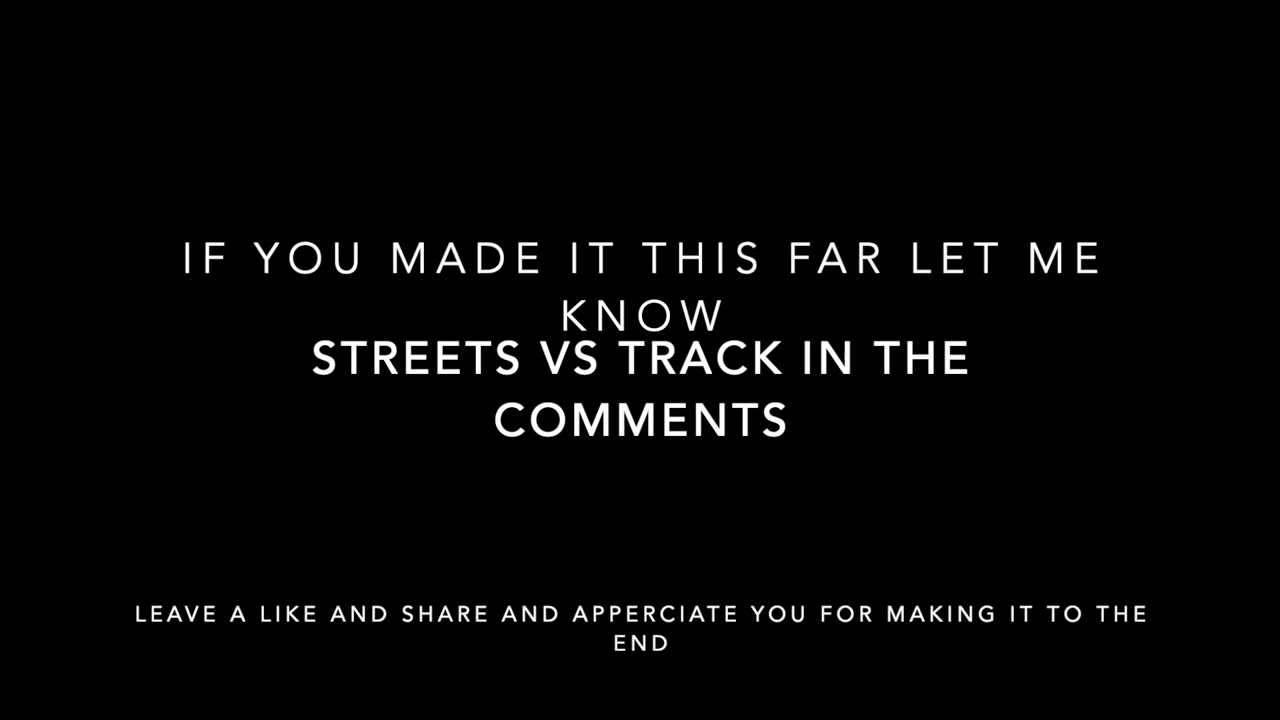 IF YOU MADE IT THIS FAR LET ME
KNOW
STREETS VS TRACK IN THE
COMMENTS
LEAVE A LIKE AND SHARE AND APPERCIATE YOU FOR MAKING IT TO THE
END